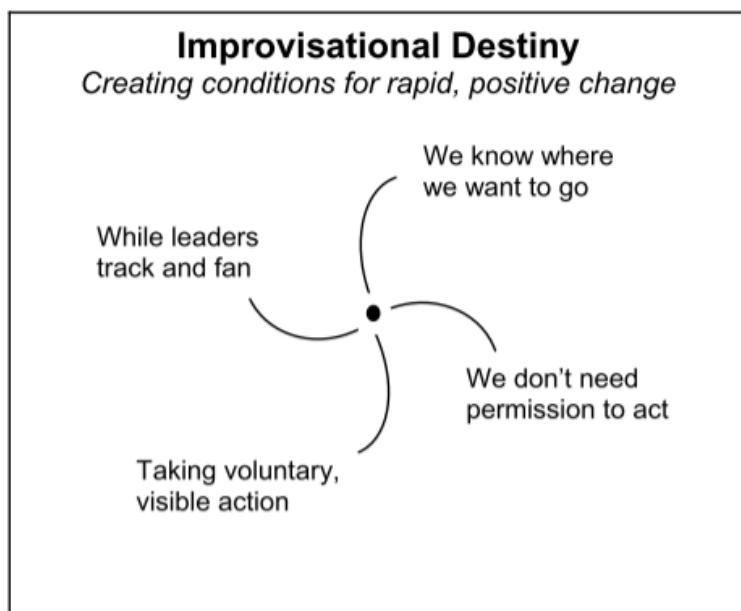 Improvisational Destiny
Creating conditions for rapid, positive change
We know where
we want to go
While leaders
track and fan
We don’t need
permission to act
Taking voluntary,
visible action